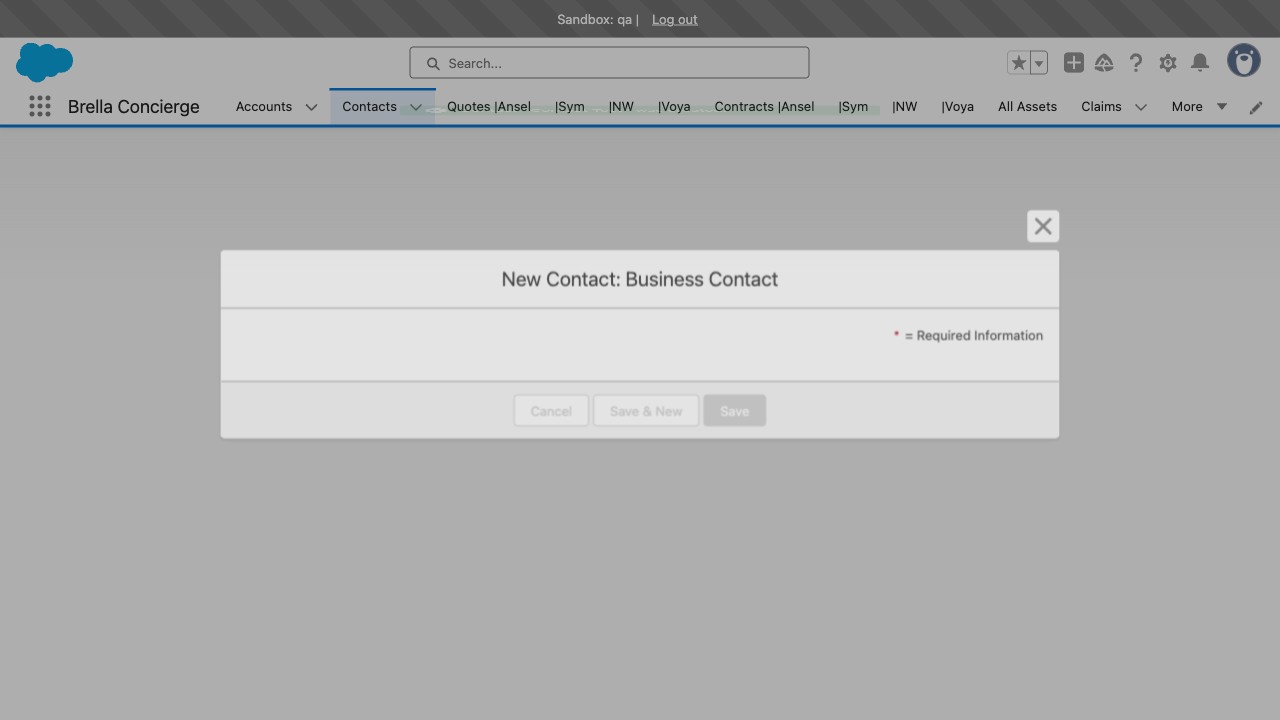 Sandbox: qa | Log out
Search...
Brella Concierge Accounts Contacts Quotes |Ansel |Sym |NW |Voya Contracts |Ansel |Sym |NW |Voya All Assets Claims More
New Contact: Business Contact
* = Required Information
Cancel Save & New Save